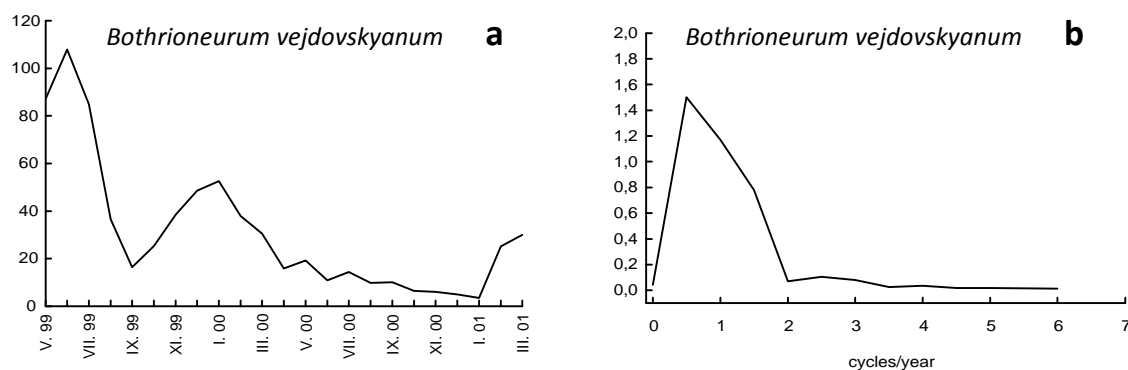 Bothrioneurum vejdovskyanum a
120
100
80
60
40
20
0
V. 99
VII. 99
IX. 99
XI. 99
I. 00
III. 00
V. 00
VII. 00
IX. 00
XI. 00
I. 01
III. 01
Bothrioneurum vejdovskyanum b
2,0
1,8
1,6
1,4
1,2
1,0
0,8
0,6
0,4
0,2
0,0
0 1 2 3 4 5 6 7
cycles/year